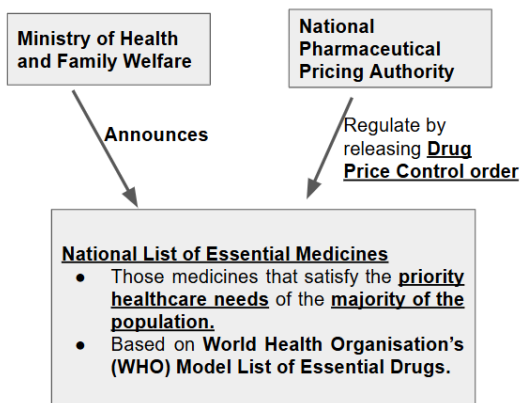 Ministry of Health
and Family Welfare
National
Pharmaceutical
Pricing Authority
Announces
Regulate by
releasing Drug
Price Control order
National List of Essential Medicines
● Those medicines that satisfy the priority
healthcare needs of the majority of the
population.
● Based on World Health Organisation's
(WHO) Model List of Essential Drugs.